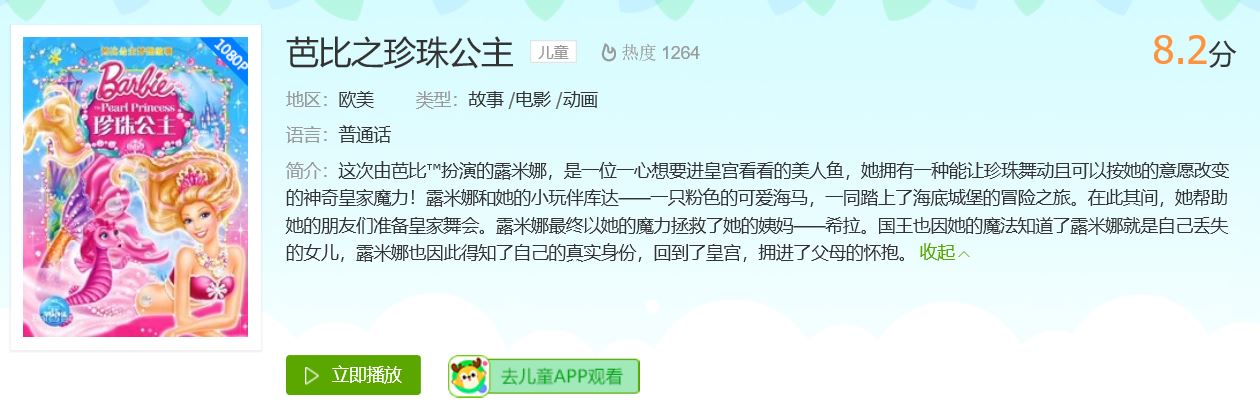 1080P
Barbie
The Pearl Princess
珍珠公主
芭比之珍珠公主 儿童 热度 1264
8.2分
地区：欧美 类型：故事 /电影 /动画
语言：普通话
简介：这次由芭比™扮演的露米娜，是一位一心想要进皇宫看看的美人鱼，她拥有一种能让珍珠舞动且可以按她的意愿改变
的神奇皇家魔力！露米娜和她的小玩伴库达——一只粉色的可爱海马，一同踏上了海底城堡的冒险之旅。在此其间，她帮助
她的朋友们准备皇家舞会。露米娜最终以她的魔力拯救了她的姨妈——希拉。国王也因她的魔法知道了露米娜就是自己丢失
的女儿，露米娜也因此得知了自己的真实身份，回到了皇宫，拥进了父母的怀抱。 收起
立即播放
去儿童APP观看